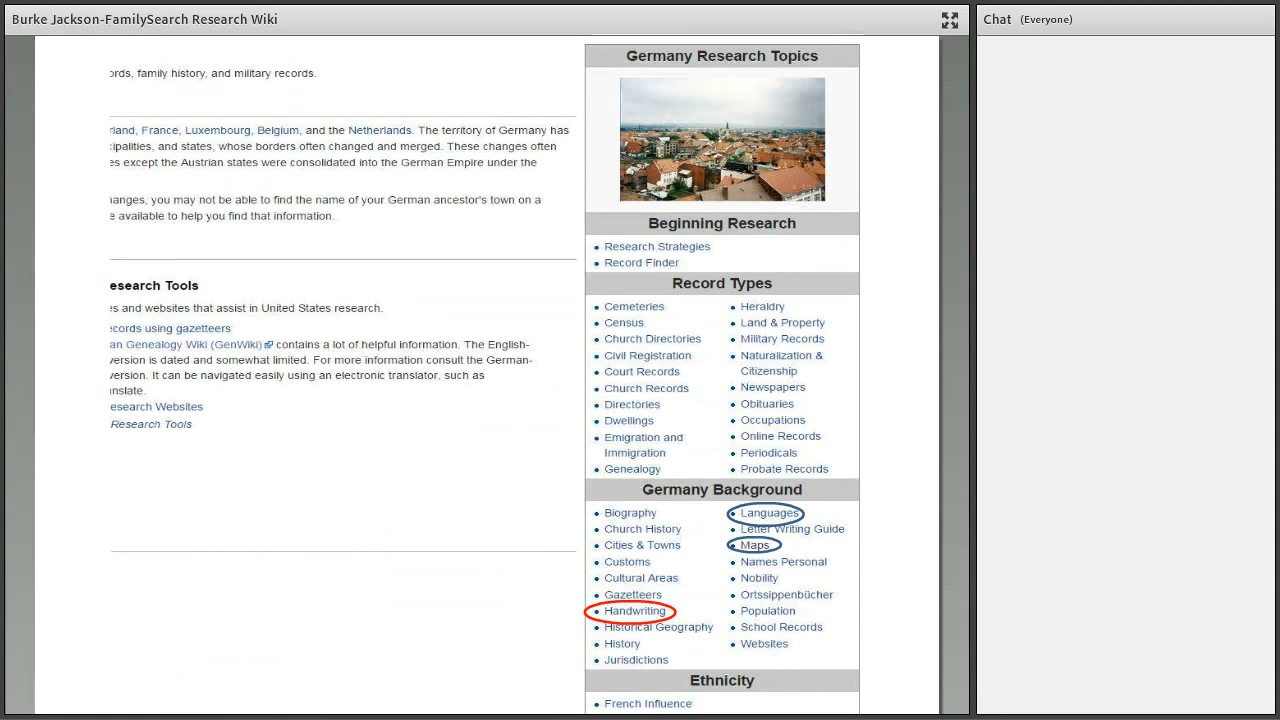 Burke Jackson-FamilySearch Research Wiki
Chat (Everyone)
ords, family history, and military records.
rland, France, Luxembourg, Belgium, and the Netherlands. The territory of Germany has
cipalities, and states, whose borders often changed and merged. These changes often
es except the Austrian states were consolidated into the German Empire under the
hanges, you may not be able to find the name of your German ancestor's town on a
e available to help you find that information.
esearch Tools
es and websites that assist in United States research.
ecords using gazetteers
an Genealogy Wiki (GenWiki) contains a lot of helpful information. The English-
version is dated and somewhat limited. For more information consult the German-
version. It can be navigated easily using an electronic translator, such as
anslate.
esearch Websites
Research Tools
Germany Research Topics
Beginning Research
Research Strategies
Record Finder
Record Types
Cemeteries
Census
Church Directories
Civil Registration
Court Records
Church Records
Directories
Dwellings
Emigration and
Immigration
Genealogy
Heraldry
Land & Property
Military Records
Naturalization &
Citizenship
Newspapers
Obituaries
Occupations
Online Records
Periodicals
Probate Records
Germany Background
Biography
Church History
Cities & Towns
Customs
Cultural Areas
Gazetteers
Handwriting
Historical Geography
History
Jurisdictions
Languages
Letter Writing Guide
Maps
Names Personal
Nobility
Ortssippenbücher
Population
School Records
Websites
Ethnicity
French Influence